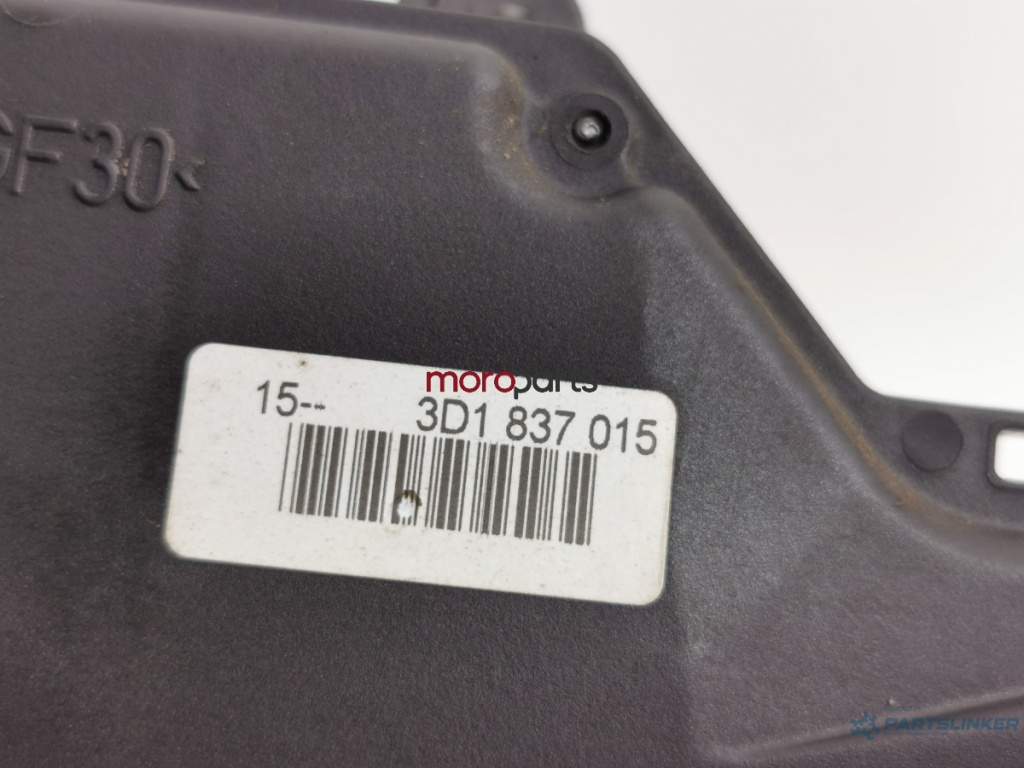 GF30<
moroparts
15-- 3D1 837 015
PARTSLINKER